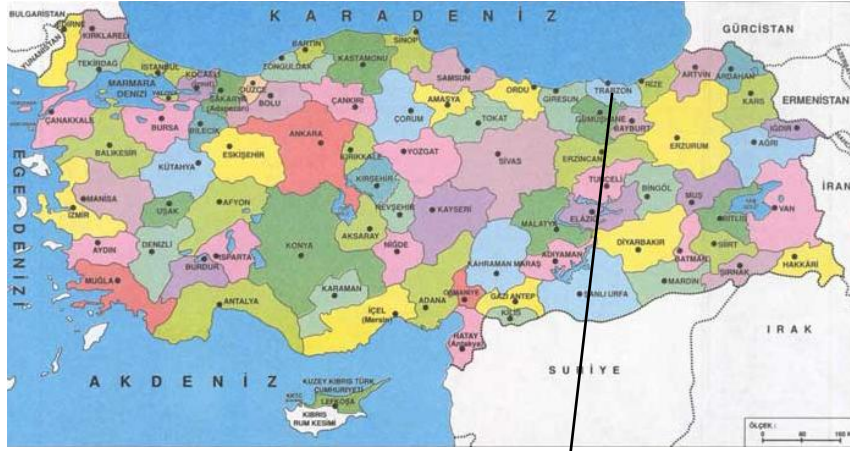 KARADENİZ
BULGARİSTAN
YUNANİSTAN
EDİRNE
KIRKLARELİ
TEKİRDAĞ
İSTANBUL
MARMARA
DENİZİ
KOCAELİ
SAKARYA
(Adapazarı)
DÜZCE
ZONGULDAK
BARTIN
KASTAMONU
SİNOP
SAMSUN
ORDU
GİRESUN
TRABZON
RİZE
ARTVİN
ARDAHAN
GÜRCİSTAN
KARS
ERMENİSTAN
IĞDIR
ÇANAKKALE
BALIKESİR
BURSA
BİLECİK
BOLU
ÇANKIRI
ÇORUM
AMASYA
TOKAT
GÜMÜŞHANE
BAYBURT
ERZİNCAN
ERZURUM
AĞRI
İRAN
KÜTAHYA
ESKİŞEHİR
ANKARA
KIRIKKALE
YOZGAT
SİVAS
KIRŞEHİR
NEVŞEHİR
KAYSERİ
TUNCELİ
BİNGÖL
MUŞ
BİTLİS
VAN
EGE DENİZİ
MANİSA
İZMİR
UŞAK
AFYON
AYDIN
DENİZLİ
BURDUR
ISPARTA
KONYA
AKSARAY
NİĞDE
MALATYA
ELAZIĞ
DİYARBAKIR
BATMAN
SİİRT
ŞIRNAK
HAKKÂRİ
MUĞLA
ANTALYA
KARAMAN
İÇEL
(Mersin)
ADANA
OSMANİYE
KAHRAMAN MARAŞ
ADIYAMAN
GAZİ ANTEP
KİLİS
ŞANLI URFA
MARDİN
HATAY
(Antakya)
SURİYE
IRAK
AKDENİZ
KUZEY KIBRIS TÜRK
CUMHURİYETİ
LEFKOŞA
KIBRIS
RUM KESİMİ
ÖLÇEK :
0 80 160